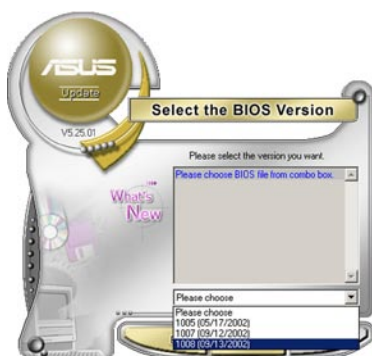 ASUS
Update
V5.25.01
Select the BIOS Version
Please select the version you want.
Please choose BIOS file from combo box.
What's
New
Please choose
Please choose
1005 (05/17/2002)
1007 (09/12/2002)
1008 (09/13/2002)